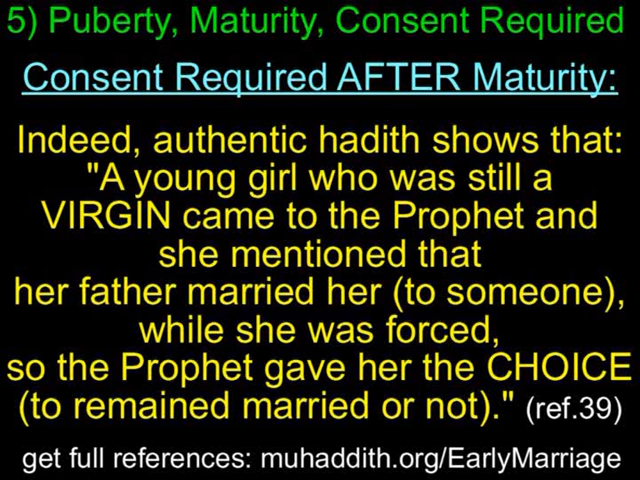 5) Puberty, Maturity, Consent Required
Consent Required AFTER Maturity:
Indeed, authentic hadith shows that:
"A young girl who was still a
VIRGIN came to the Prophet and
she mentioned that
her father married her (to someone),
while she was forced,
so the Prophet gave her the CHOICE
(to remained married or not)." (ref.39)
get full references: muhaddith.org/EarlyMarriage